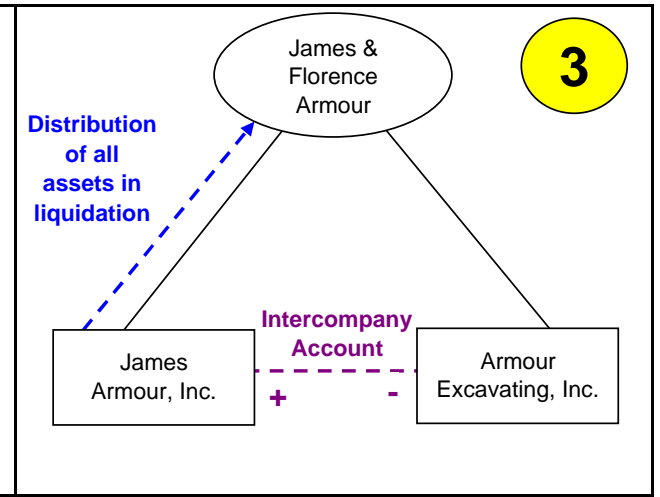 James &
Florence
Armour
3
Distribution
of all
assets in
liquidation
Intercompany
Account
James
Armour, Inc.
+
-
Armour
Excavating, Inc.